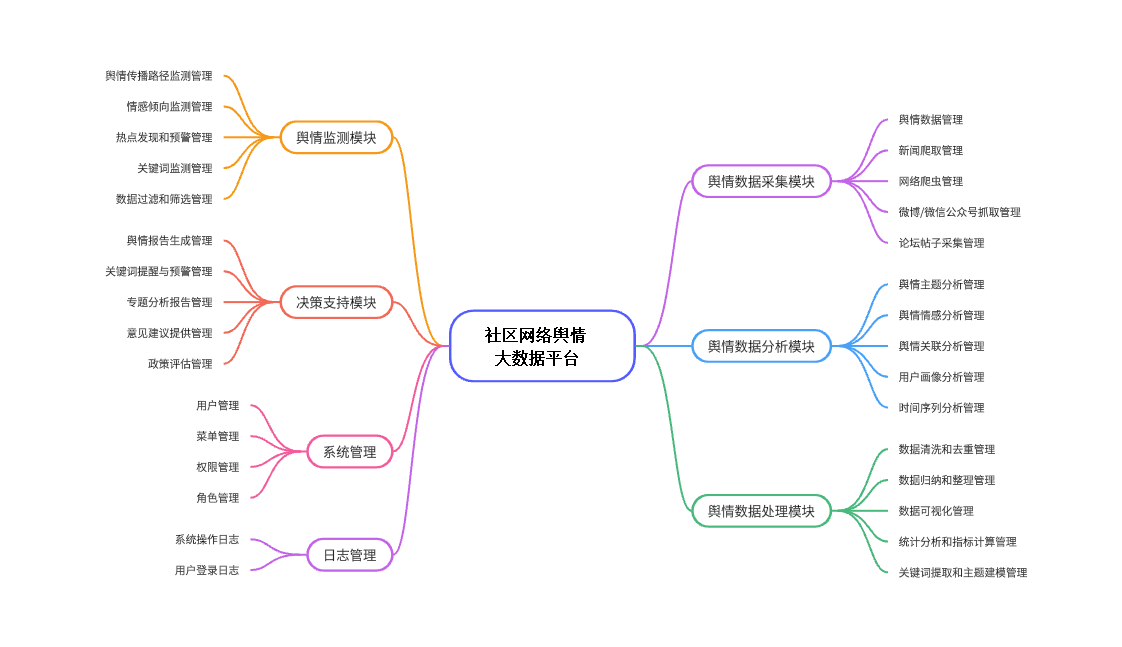 社区网络舆情
大数据平台
舆情监测模块
舆情传播路径监测管理
情感倾向监测管理
热点发现和预警管理
关键词监测管理
数据过滤和筛选管理
决策支持模块
舆情报告生成管理
关键词提醒与预警管理
专题分析报告管理
意见建议提供管理
政策评估管理
系统管理
用户管理
菜单管理
权限管理
角色管理
日志管理
系统操作日志
用户登录日志
舆情数据采集模块
舆情数据管理
新闻爬取管理
网络爬虫管理
微博/微信公众号抓取管理
论坛帖子采集管理
舆情数据分析模块
舆情主题分析管理
舆情情感分析管理
舆情关联分析管理
用户画像分析管理
时间序列分析管理
舆情数据处理模块
数据清洗和去重管理
数据归纳和整理管理
数据可视化管理
统计分析和指标计算管理
关键词提取和主题建模管理